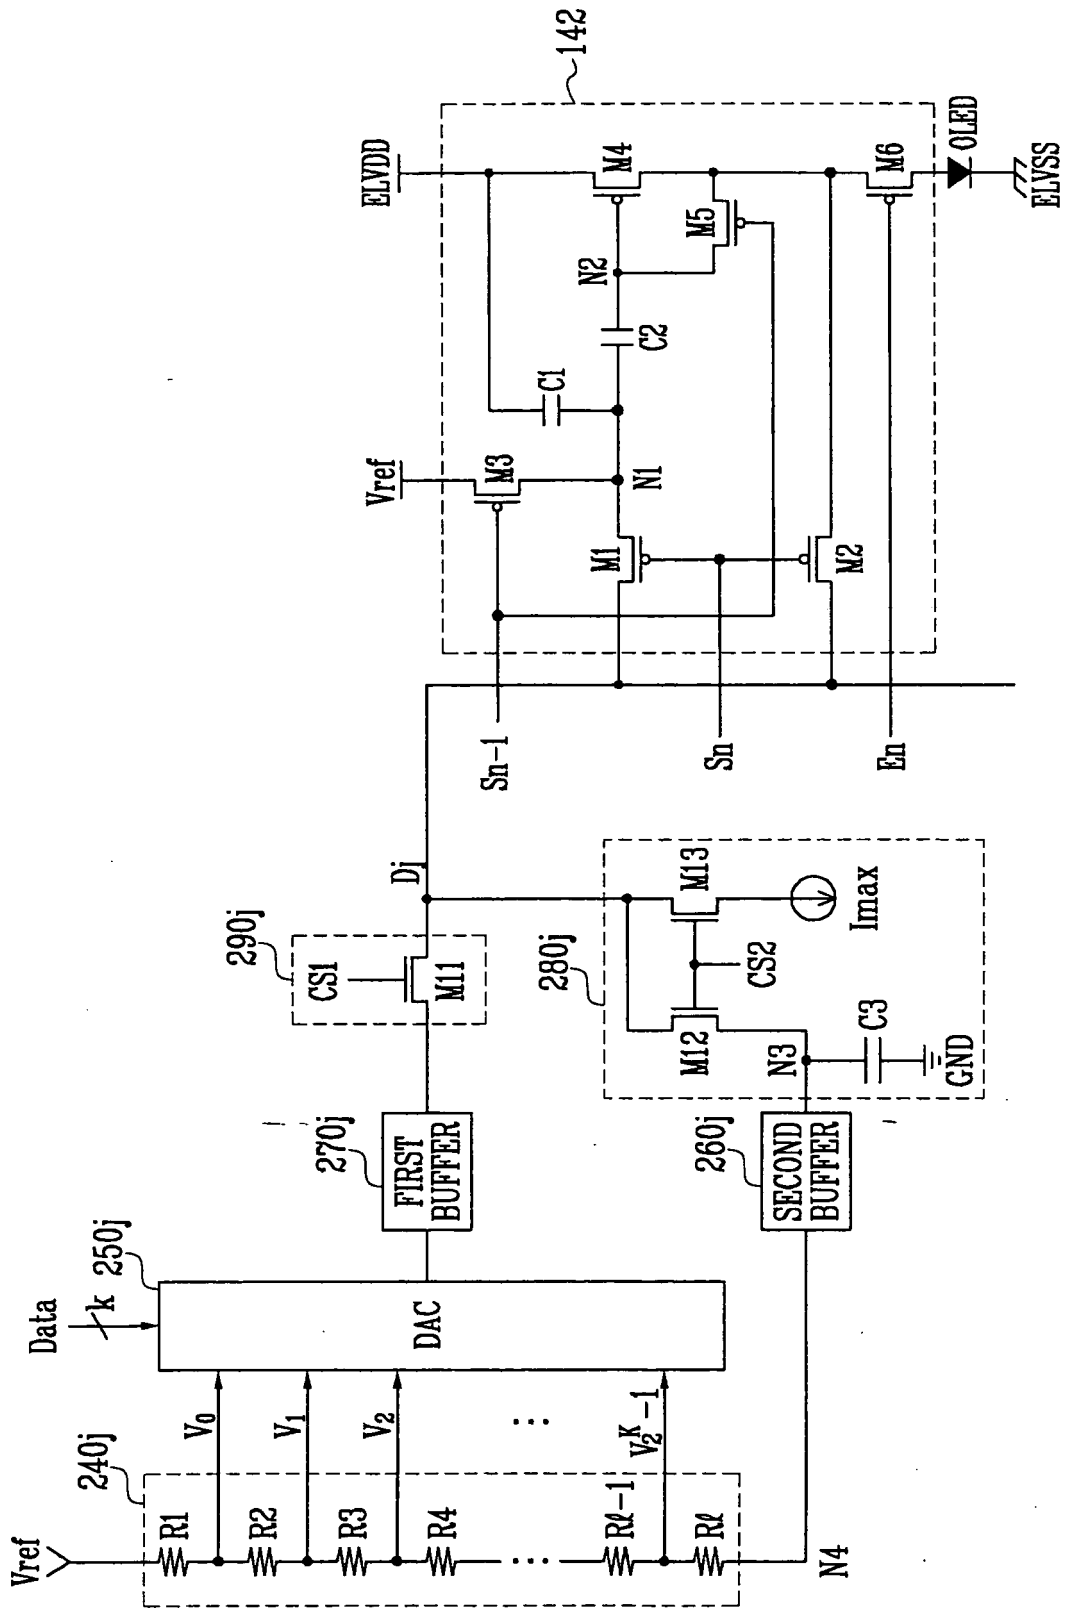 Vref
240j
R1
R2
R3
R4
...
Rℓ-1
Rℓ
N4
V0
V1
V2
...
V2^K-1
Data
k
250j
DAC
270j
FIRST
BUFFER
260j
SECOND
BUFFER
290j
CS1
M11
Dj
280j
M12
M13
CS2
N3
C3
GND
Imax
Sn-1
Sn
En
142
Vref
M3
N1
M1
M2
C1
C2
N2
ELVDD
M4
M5
M6
OLED
ELVSS